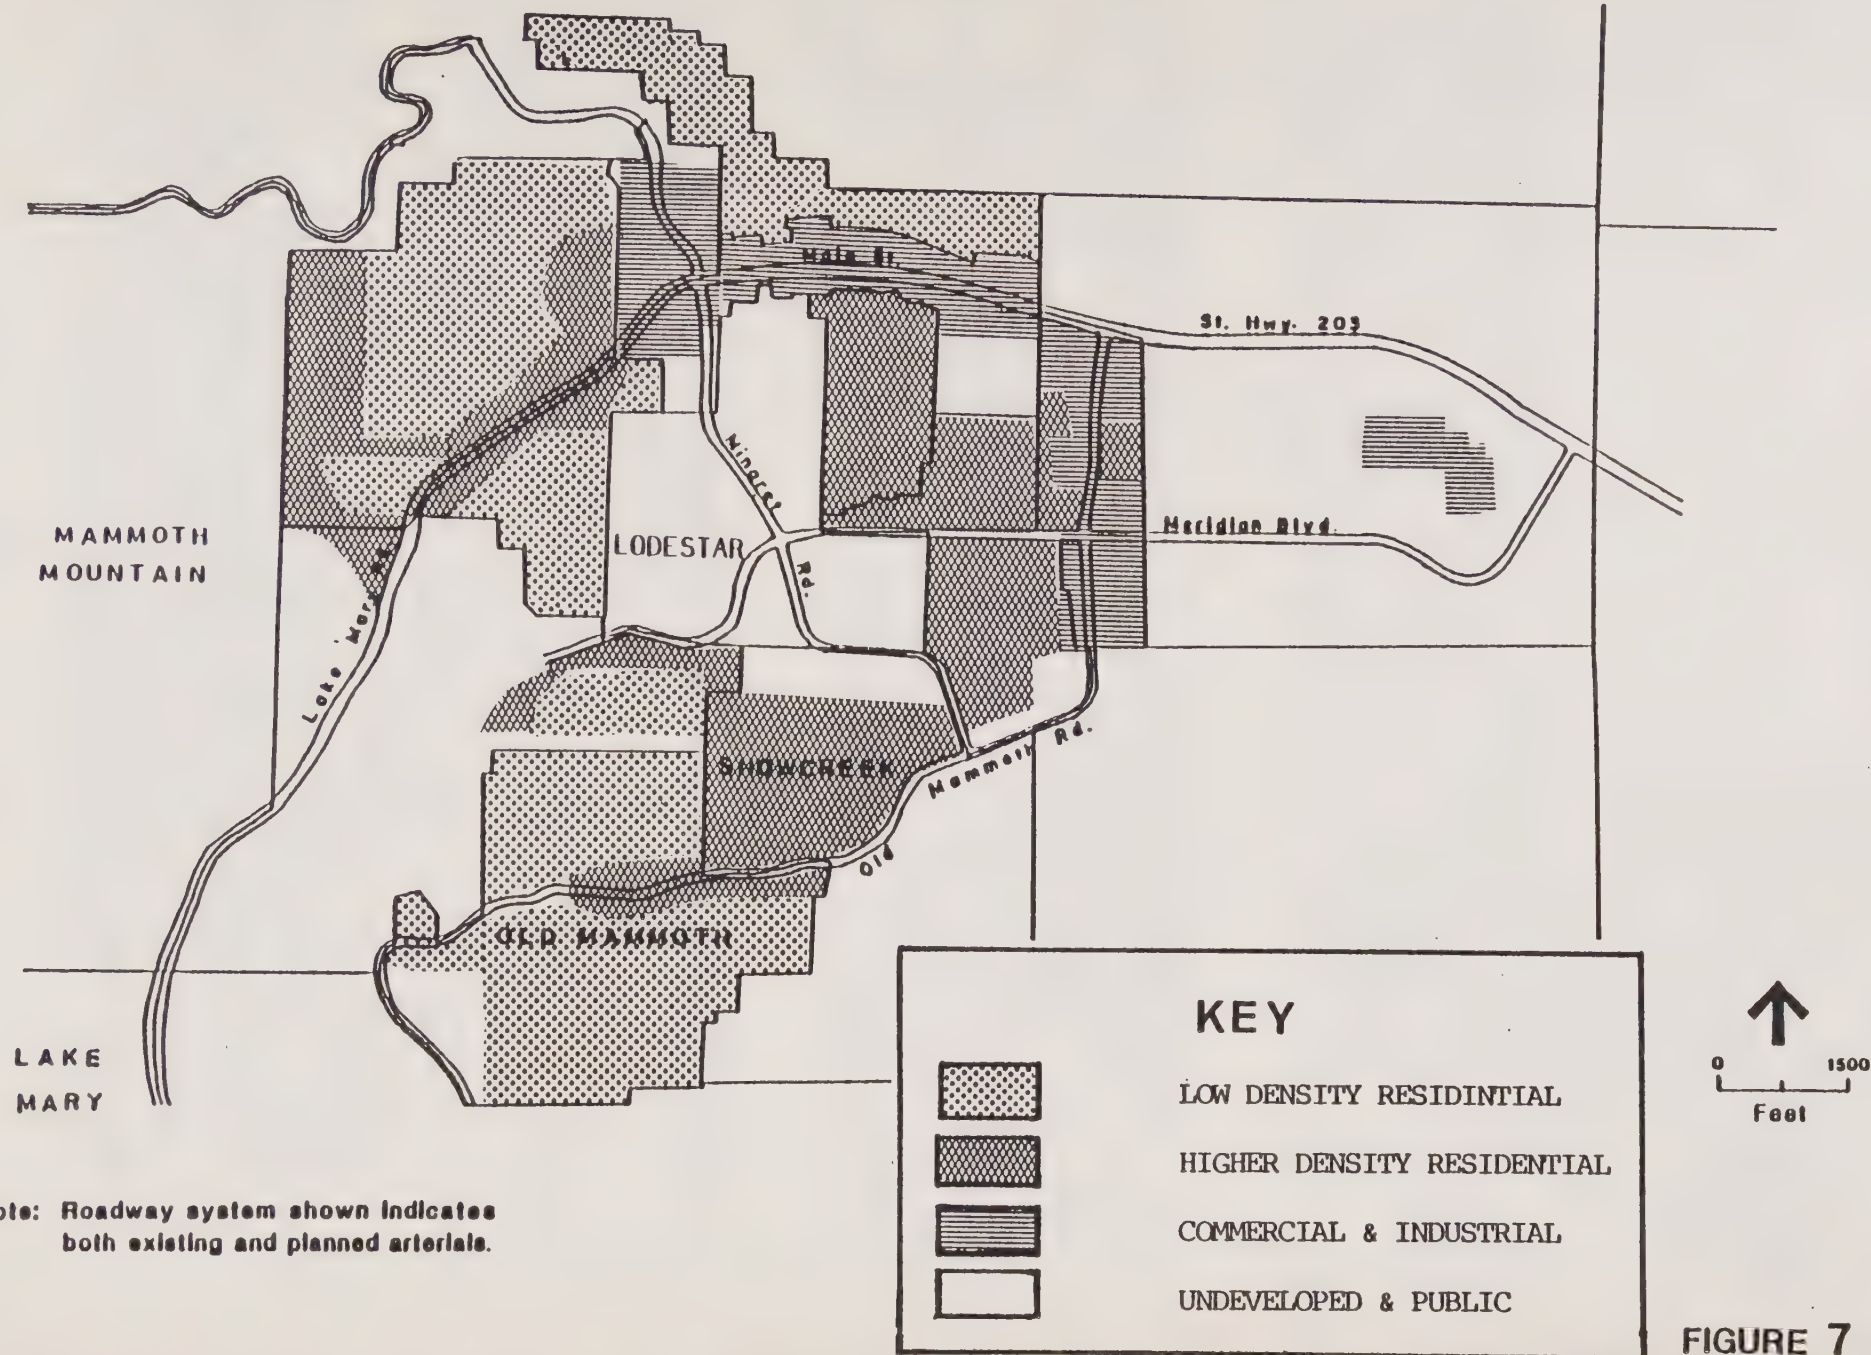 Main St.
St. Hwy. 203
Minaret
Rd.
Meridian Blvd.
MAMMOTH
MOUNTAIN
LODESTAR
Lake Mary
SNOWCREEK
Mammoth Rd.
Old
OLD MAMMOTH
LAKE
MARY
KEY
LOW DENSITY RESIDINTIAL
HIGHER DENSITY RESIDENTIAL
COMMERCIAL & INDUSTRIAL
UNDEVELOPED & PUBLIC
0 1500
Feet
ote: Roadway system shown indicates
both existing and planned arterials.
FIGURE 7